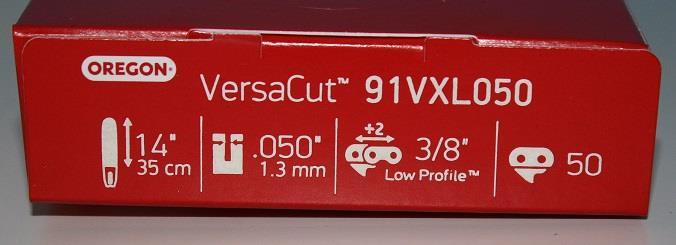 OREGON
VersaCut™ 91VXL050
14"
35 cm
.050"
1.3 mm
+2
3/8"
Low Profile™
50